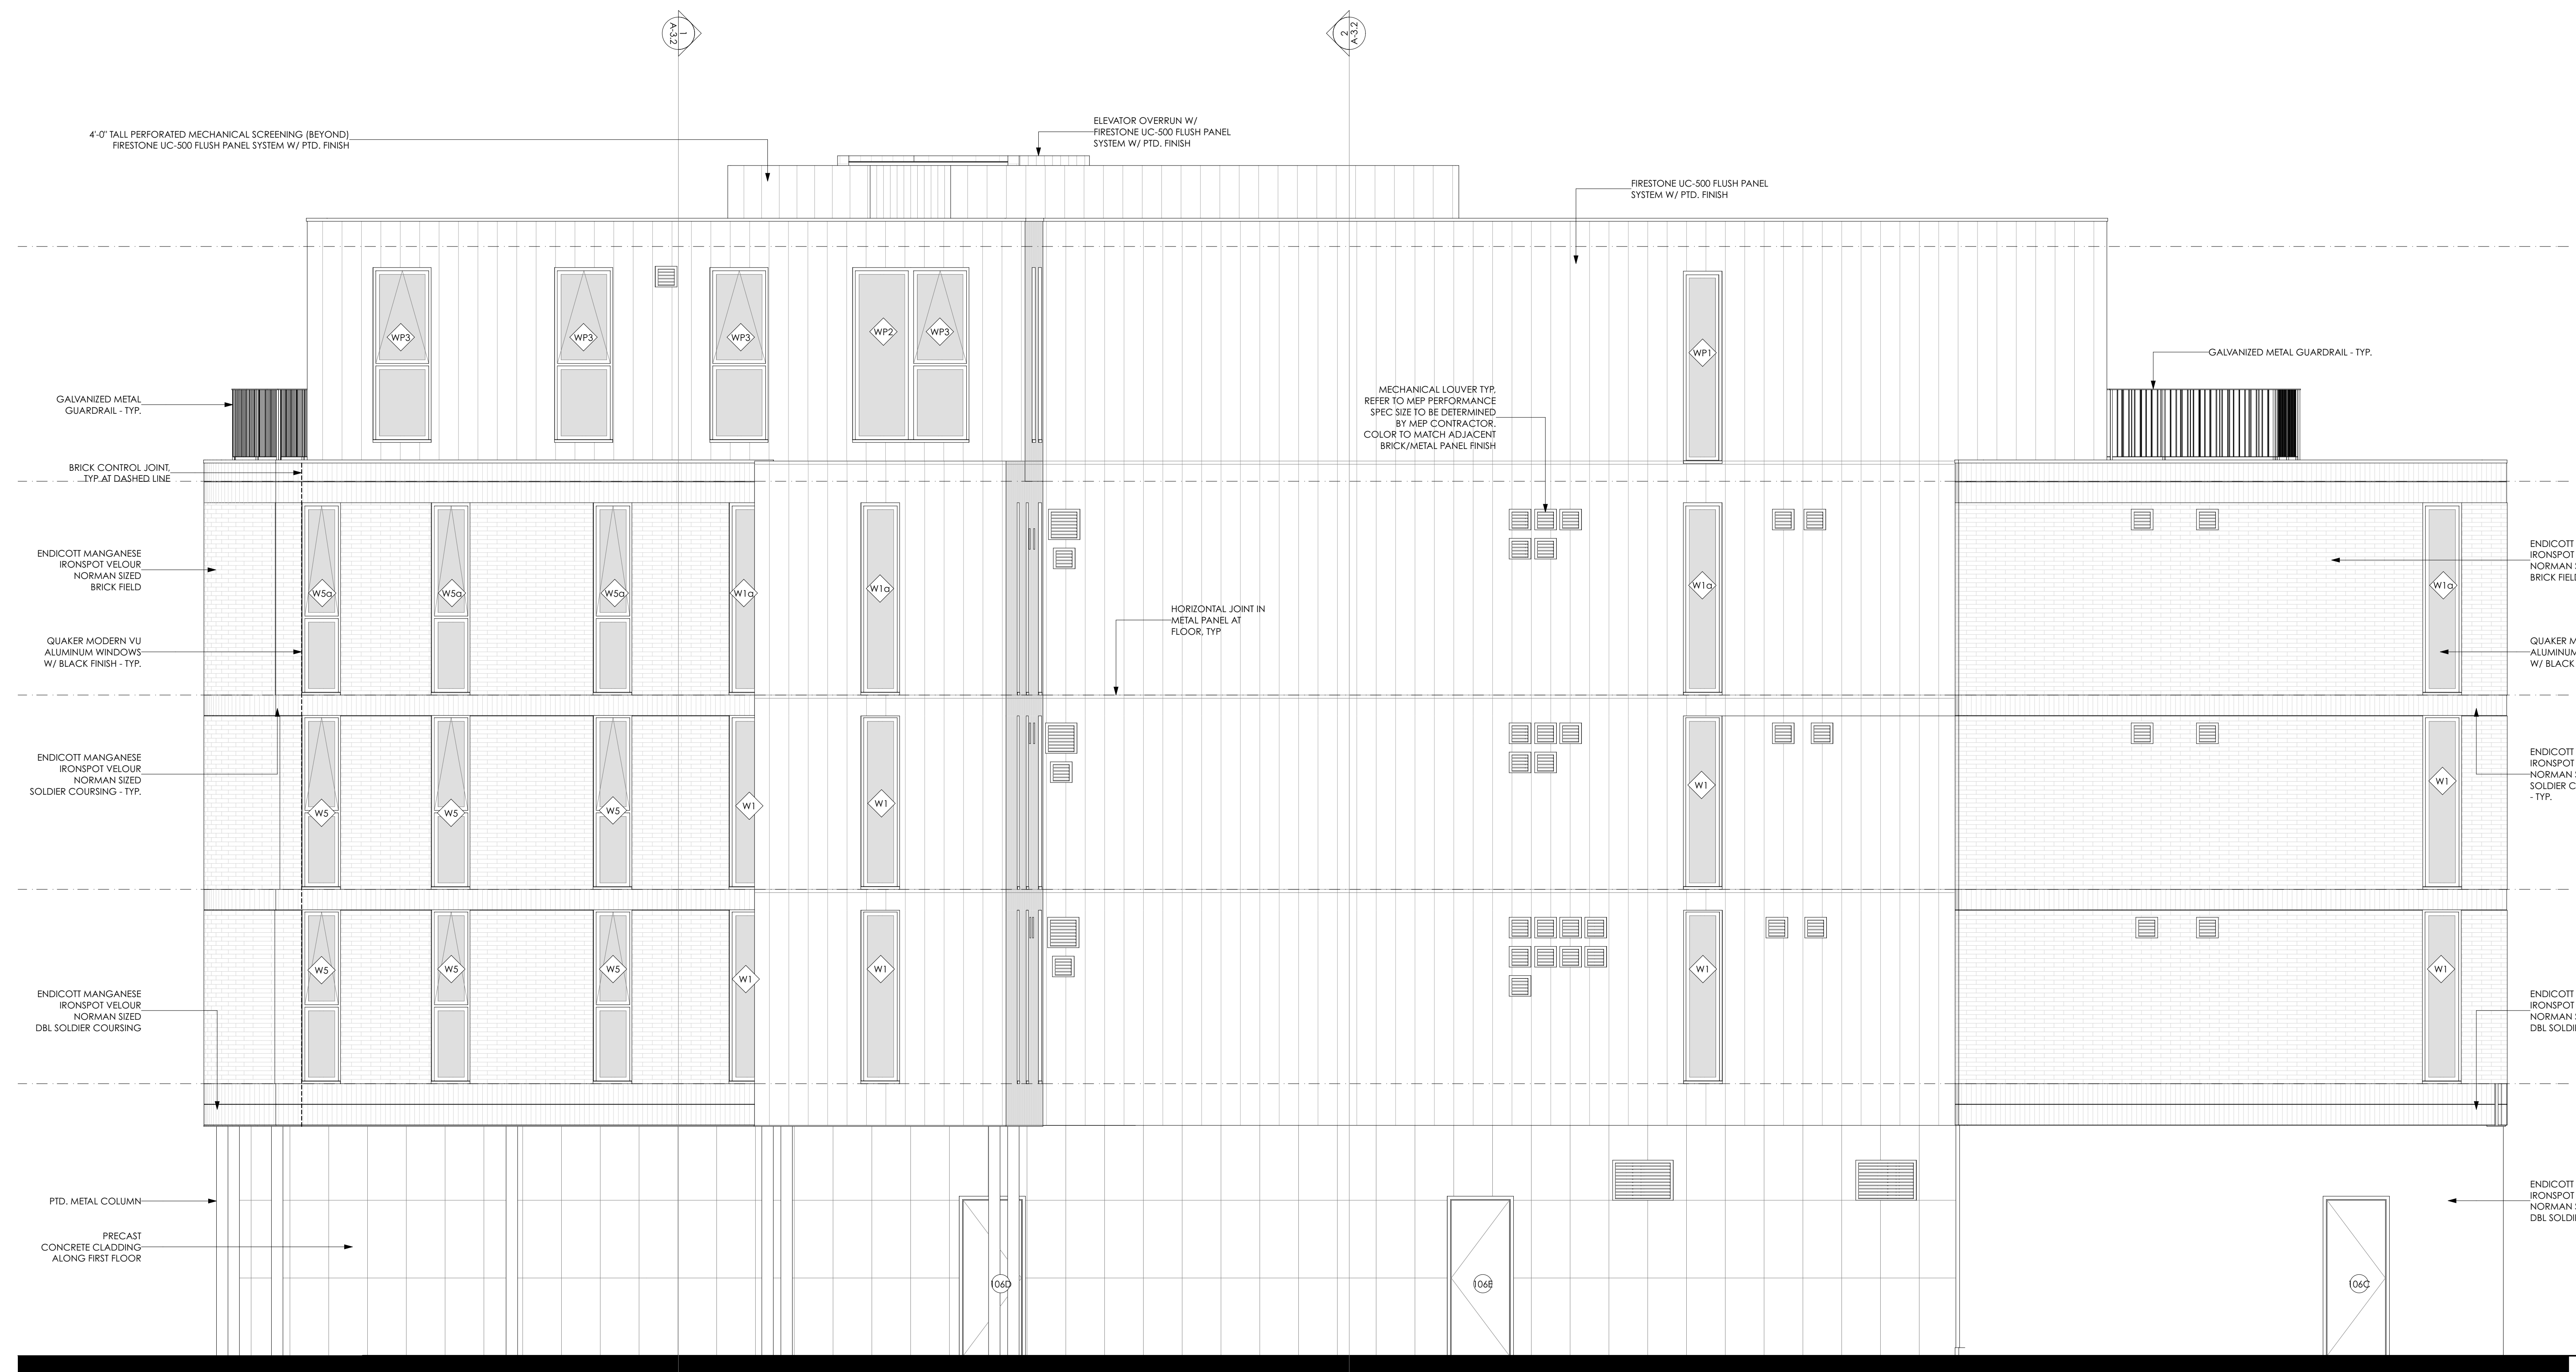 1
A-3.2
2
A-3.2
4'-0" TALL PERFORATED MECHANICAL SCREENING (BEYOND)
FIRESTONE UC-500 FLUSH PANEL SYSTEM W/ PTD. FINISH
ELEVATOR OVERRUN W/
FIRESTONE UC-500 FLUSH PANEL
SYSTEM W/ PTD. FINISH
FIRESTONE UC-500 FLUSH PANEL
SYSTEM W/ PTD. FINISH
WP3
WP3
WP3
WP2
WP3
WP1
GALVANIZED METAL GUARDRAIL - TYP.
GALVANIZED METAL
GUARDRAIL - TYP.
MECHANICAL LOUVER TYP,
REFER TO MEP PERFORMANCE
SPEC SIZE TO BE DETERMINED
BY MEP CONTRACTOR.
COLOR TO MATCH ADJACENT
BRICK/METAL PANEL FINISH
BRICK CONTROL JOINT,
TYP AT DASHED LINE
ENDICOTT MANGANESE
IRONSPOT VELOUR
NORMAN SIZED
BRICK FIELD
W5a
W5a
W5a
W1a
W1a
W1a
W1a
ENDICOTT
IRONSPOT
NORMAN S
BRICK FIELD
HORIZONTAL JOINT IN
METAL PANEL AT
FLOOR, TYP
QUAKER MODERN VU
ALUMINUM WINDOWS
W/ BLACK FINISH - TYP.
QUAKER M
ALUMINUM
W/ BLACK
ENDICOTT MANGANESE
IRONSPOT VELOUR
NORMAN SIZED
SOLDIER COURSING - TYP.
W5
W5
W5
W1
W1
W1
W1
ENDICOTT
IRONSPOT
NORMAN S
SOLDIER C
- TYP.
W5
W5
W5
W1
W1
W1
W1
ENDICOTT MANGANESE
IRONSPOT VELOUR
NORMAN SIZED
DBL SOLDIER COURSING
ENDICOTT
IRONSPOT
NORMAN S
DBL SOLDIE
PTD. METAL COLUMN
PRECAST
CONCRETE CLADDING
ALONG FIRST FLOOR
106D
106E
106C
ENDICOTT
IRONSPOT
NORMAN S
DBL SOLDIE